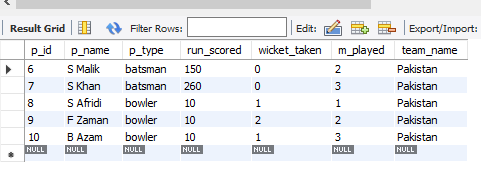 Result Grid Filter Rows: Edit: Export/Import:
p_id p_name p_type run_scored wicket_taken m_played team_name
6 S Malik batsman 150 0 2 Pakistan
7 S Khan batsman 260 0 3 Pakistan
8 S Afridi bowler 10 1 1 Pakistan
9 F Zaman bowler 10 2 2 Pakistan
10 B Azam bowler 10 1 3 Pakistan
NULL NULL NULL NULL NULL NULL NULL